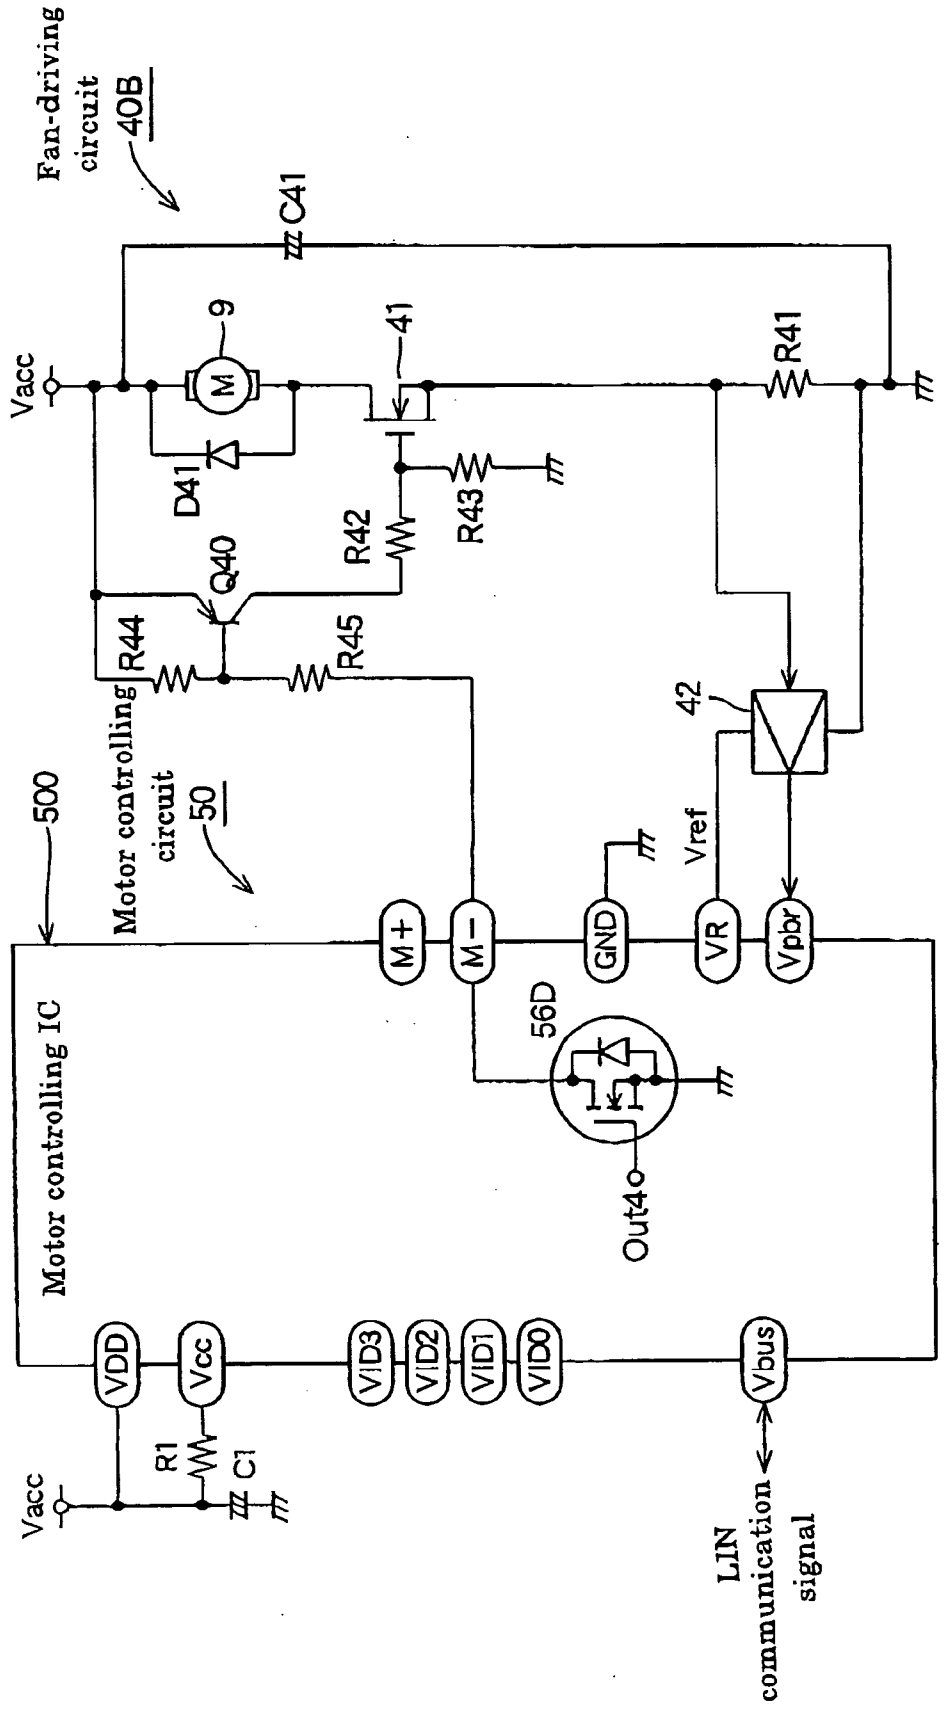 Fan-driving
circuit
40B
Vacc
C41
9
M
D41
41
Q40
R44
R42
R43
R45
R41
42
Motor controlling
circuit
50
500
Vref
M+
M-
GND
VR
Vpbr
Motor controlling IC
56D
Out4
VDD
Vcc
VID3
VID2
VID1
VID0
Vbus
Vacc
R1
C1
LIN
communication
signal